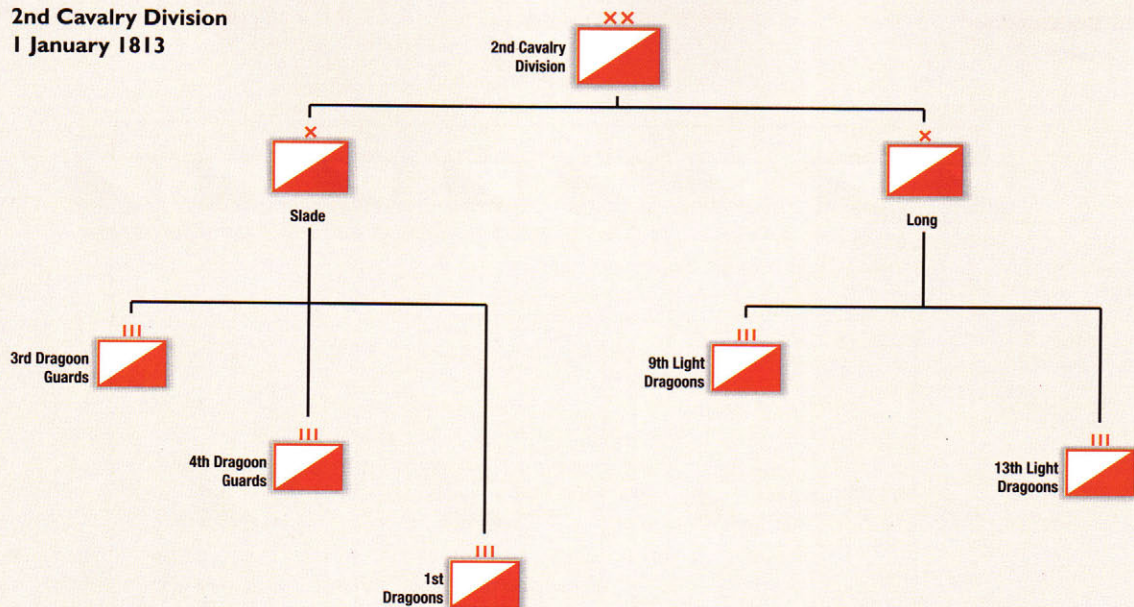 2nd Cavalry Division
1 January 1813
XX
2nd Cavalry
Division
X
Slade
X
Long
III
3rd Dragoon
Guards
III
4th Dragoon
Guards
III
1st
Dragoons
III
9th Light
Dragoons
III
13th Light
Dragoons